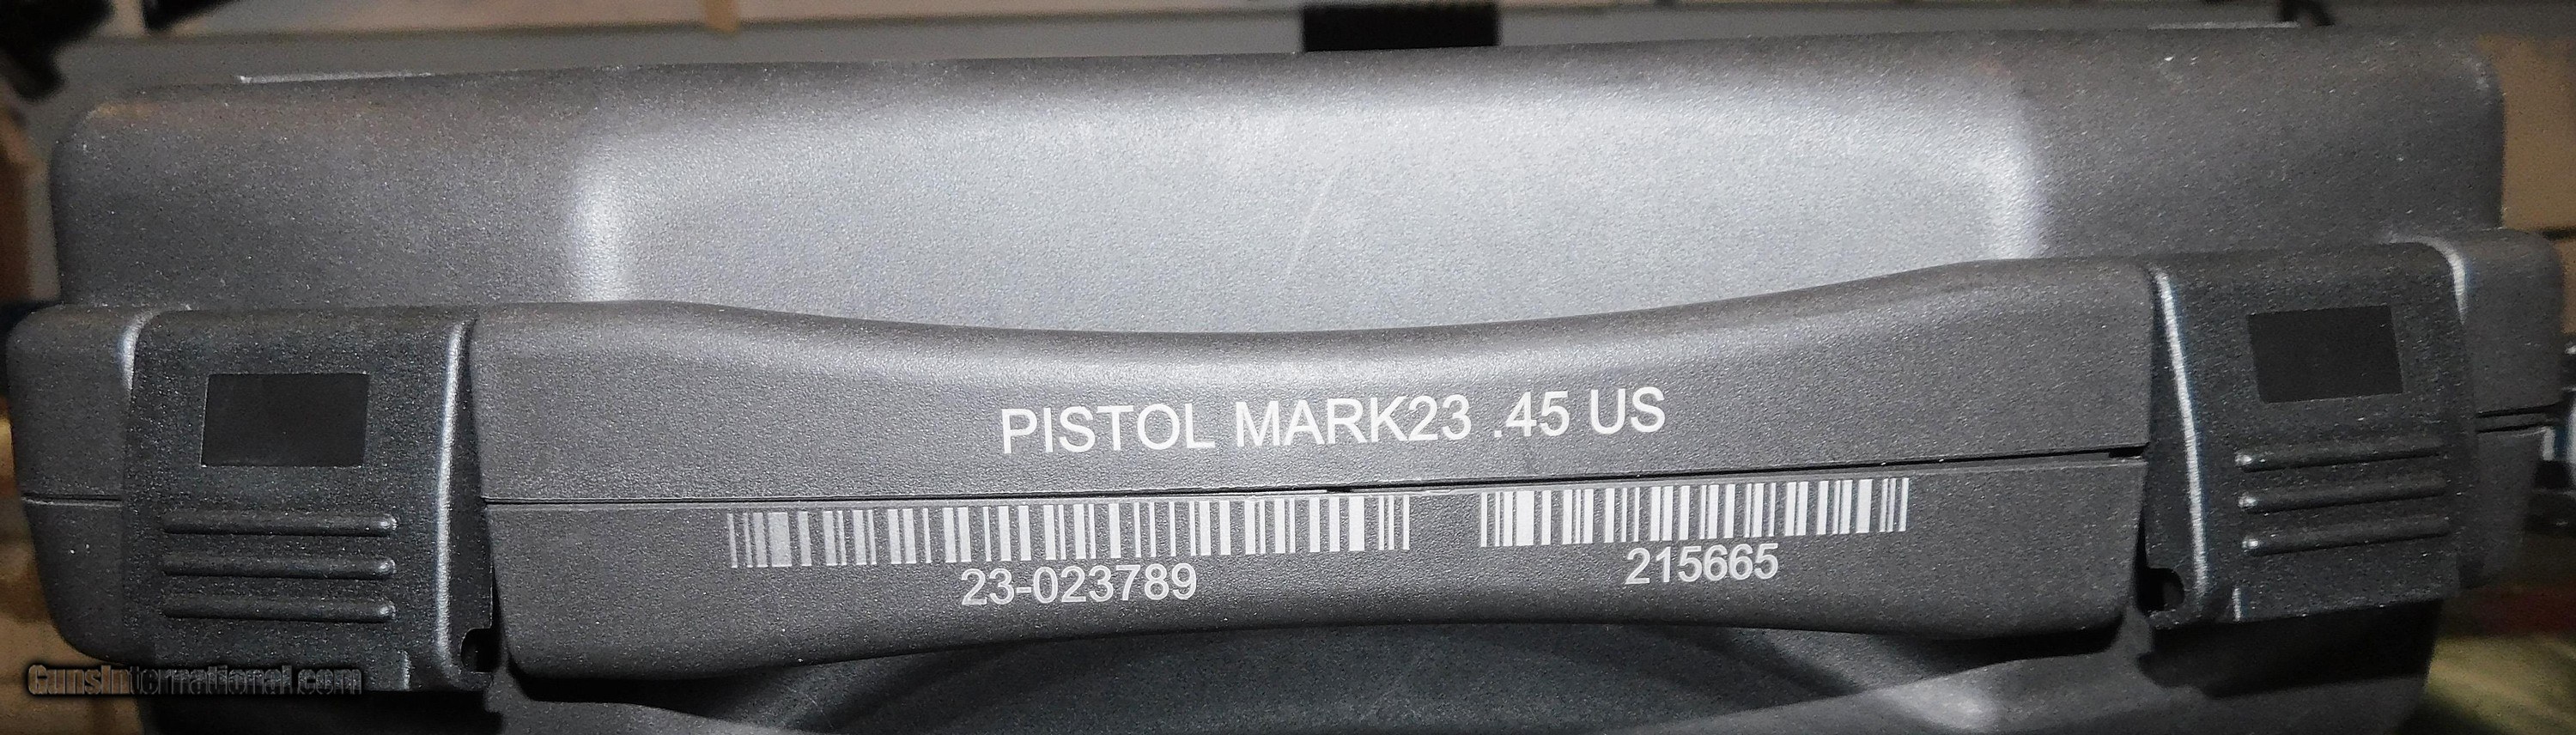 PISTOL MARK23 .45 US
23-023789
215665
GunsInternational.com